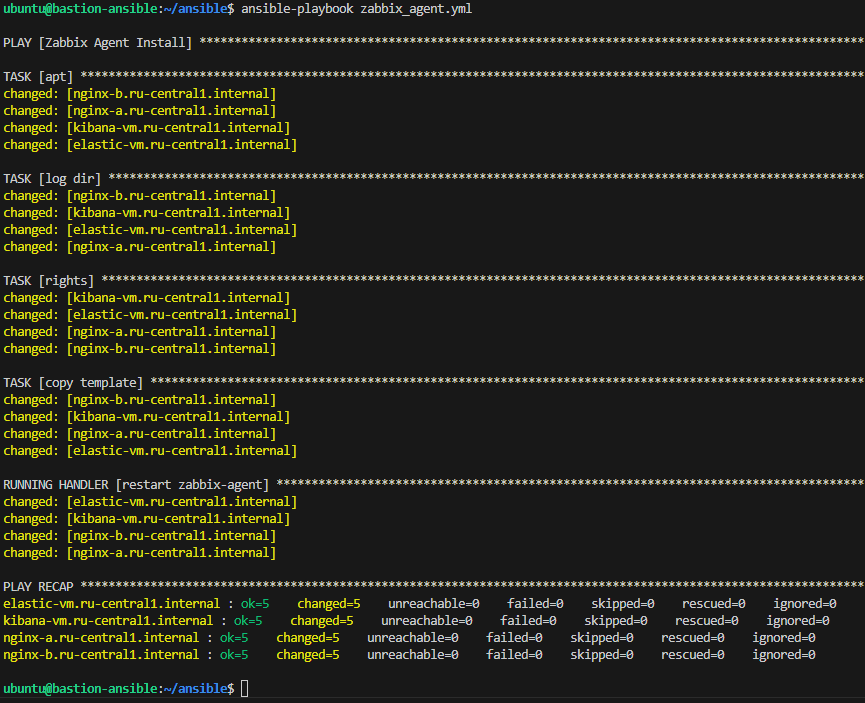 ubuntu@bastion-ansible:~/ansible$ ansible-playbook zabbix_agent.yml
PLAY [Zabbix Agent Install] ***********************************************************************************************
TASK [apt] ****************************************************************************************************************
changed: [nginx-b.ru-central1.internal]
changed: [nginx-a.ru-central1.internal]
changed: [kibana-vm.ru-central1.internal]
changed: [elastic-vm.ru-central1.internal]
TASK [log dir] ************************************************************************************************************
changed: [nginx-b.ru-central1.internal]
changed: [kibana-vm.ru-central1.internal]
changed: [elastic-vm.ru-central1.internal]
changed: [nginx-a.ru-central1.internal]
TASK [rights] *************************************************************************************************************
changed: [kibana-vm.ru-central1.internal]
changed: [elastic-vm.ru-central1.internal]
changed: [nginx-a.ru-central1.internal]
changed: [nginx-b.ru-central1.internal]
TASK [copy template] ******************************************************************************************************
changed: [nginx-b.ru-central1.internal]
changed: [kibana-vm.ru-central1.internal]
changed: [nginx-a.ru-central1.internal]
changed: [elastic-vm.ru-central1.internal]
RUNNING HANDLER [restart zabbix-agent] ************************************************************************************
changed: [elastic-vm.ru-central1.internal]
changed: [kibana-vm.ru-central1.internal]
changed: [nginx-b.ru-central1.internal]
changed: [nginx-a.ru-central1.internal]
PLAY RECAP ****************************************************************************************************************
elastic-vm.ru-central1.internal : ok=5    changed=5    unreachable=0    failed=0    skipped=0    rescued=0    ignored=0
kibana-vm.ru-central1.internal : ok=5    changed=5    unreachable=0    failed=0    skipped=0    rescued=0    ignored=0
nginx-a.ru-central1.internal : ok=5    changed=5    unreachable=0    failed=0    skipped=0    rescued=0    ignored=0
nginx-b.ru-central1.internal : ok=5    changed=5    unreachable=0    failed=0    skipped=0    rescued=0    ignored=0
ubuntu@bastion-ansible:~/ansible$